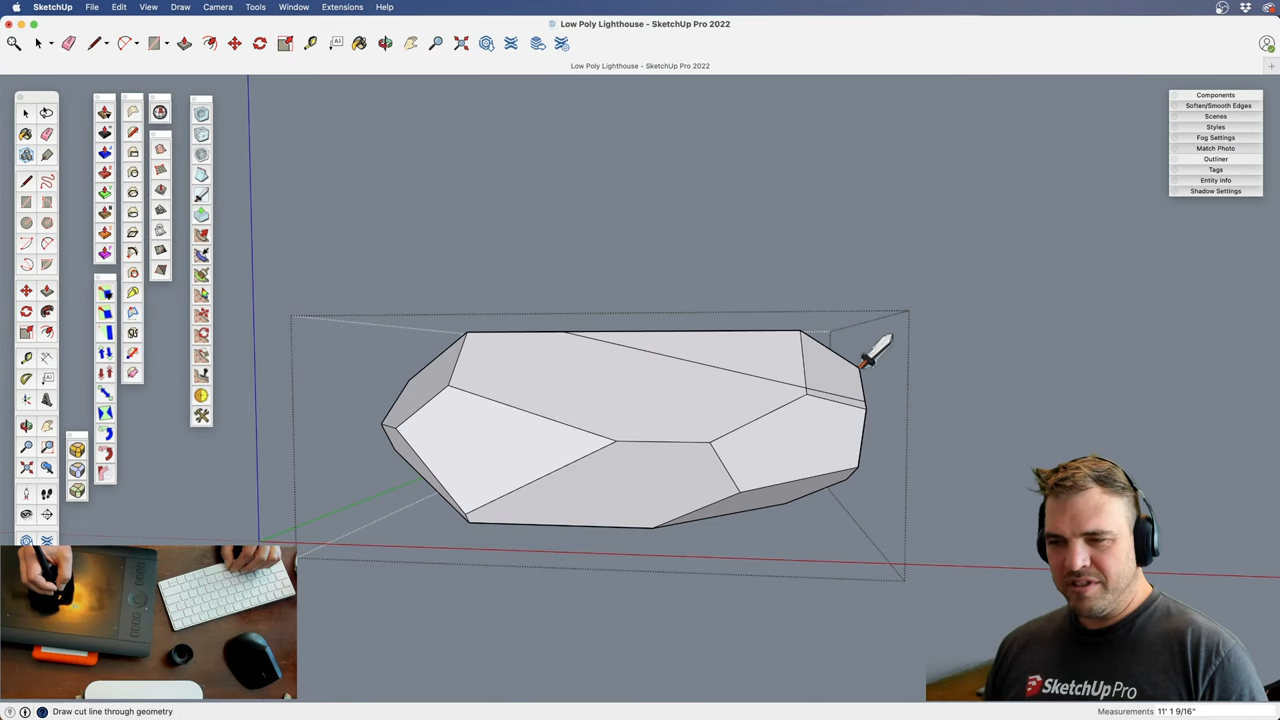 SketchUp File Edit View Draw Camera Tools Window Extensions Help
Low Poly Lighthouse - SketchUp Pro 2022
Low Poly Lighthouse - SketchUp Pro 2022
Components
Soften/Smooth Edges
Scenes
Styles
Fog Settings
Match Photo
Outliner
Tags
Entity Info
Shadow Settings
SketchUp Pro
Draw cut line through geometry
Measurements 11' 1 9/16"